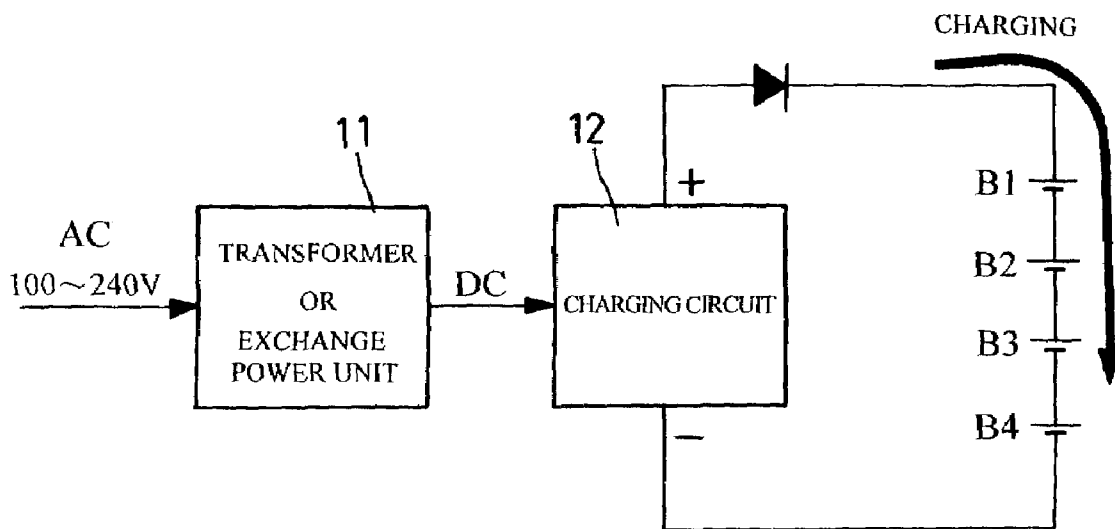 CHARGING
11
12
+
B1
AC
100~240V
TRANSFORMER
OR
EXCHANGE
POWER UNIT
DC
CHARGING CIRCUIT
B2
B3
B4
−